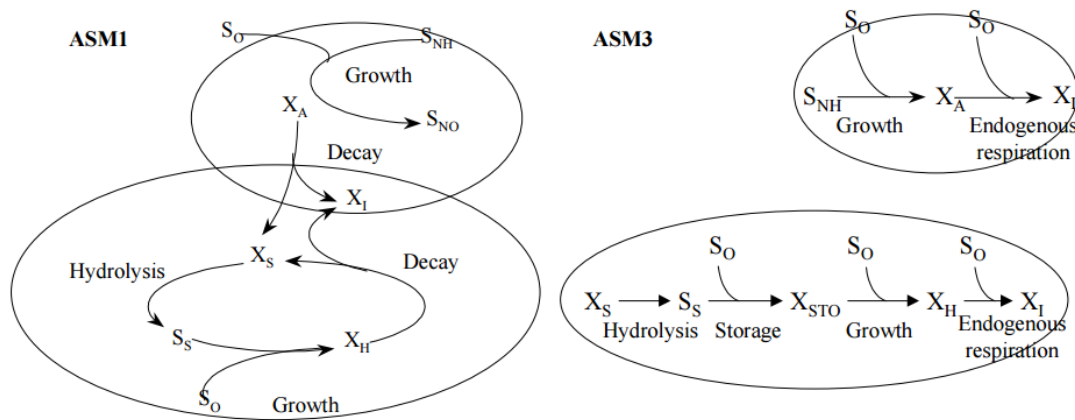 ASM1
S_O
S_NH
Growth
X_A
S_NO
Decay
X_I
X_S
Hydrolysis
Decay
S_S
X_H
S_O
Growth
ASM3
S_O S_O
S_NH X_A X_I
Growth Endogenous
respiration
S_O S_O S_O
X_S S_S X_STO X_H X_I
Hydrolysis Storage Growth Endogenous
respiration